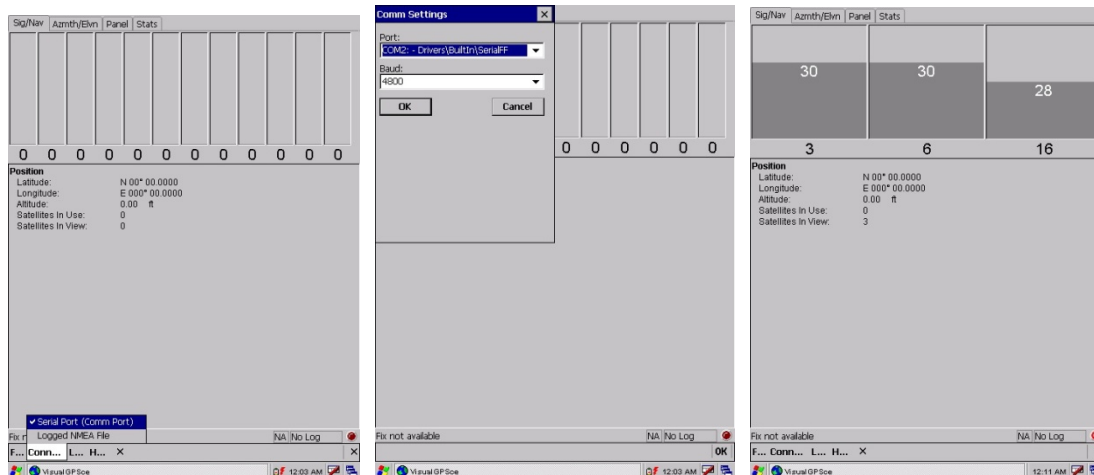 Sig/Nav Azmth/Elvn Panel Stats
0 0 0 0 0 0 0 0 0 0 0 0
Position
Latitude: N 00° 00.0000
Longitude: E 000° 00.0000
Altitude: 0.00 ft
Satellites In Use: 0
Satellites In View: 0
✔ Serial Port (Comm Port)
Logged NMEA File
Fix n
NA No Log
F... Conn... L... H... ×
×
VisualGPSce
12:03 AM
Comm Settings
×
Port:
COM2: - Drivers\BuiltIn\SerialFF
Baud:
4800
OK Cancel
0 0 0 0 0 0
Fix not available NA No Log
OK
VisualGPSce 12:03 AM
Sig/Nav Azmth/Elvn Panel Stats
30 30 28
3 6 16
Position
Latitude: N 00° 00.0000
Longitude: E 000° 00.0000
Altitude: 0.00 ft
Satellites In Use: 0
Satellites In View: 3
Fix not available NA No Log
F... Conn... L... H... ×
VisualGPSce 12:11 AM